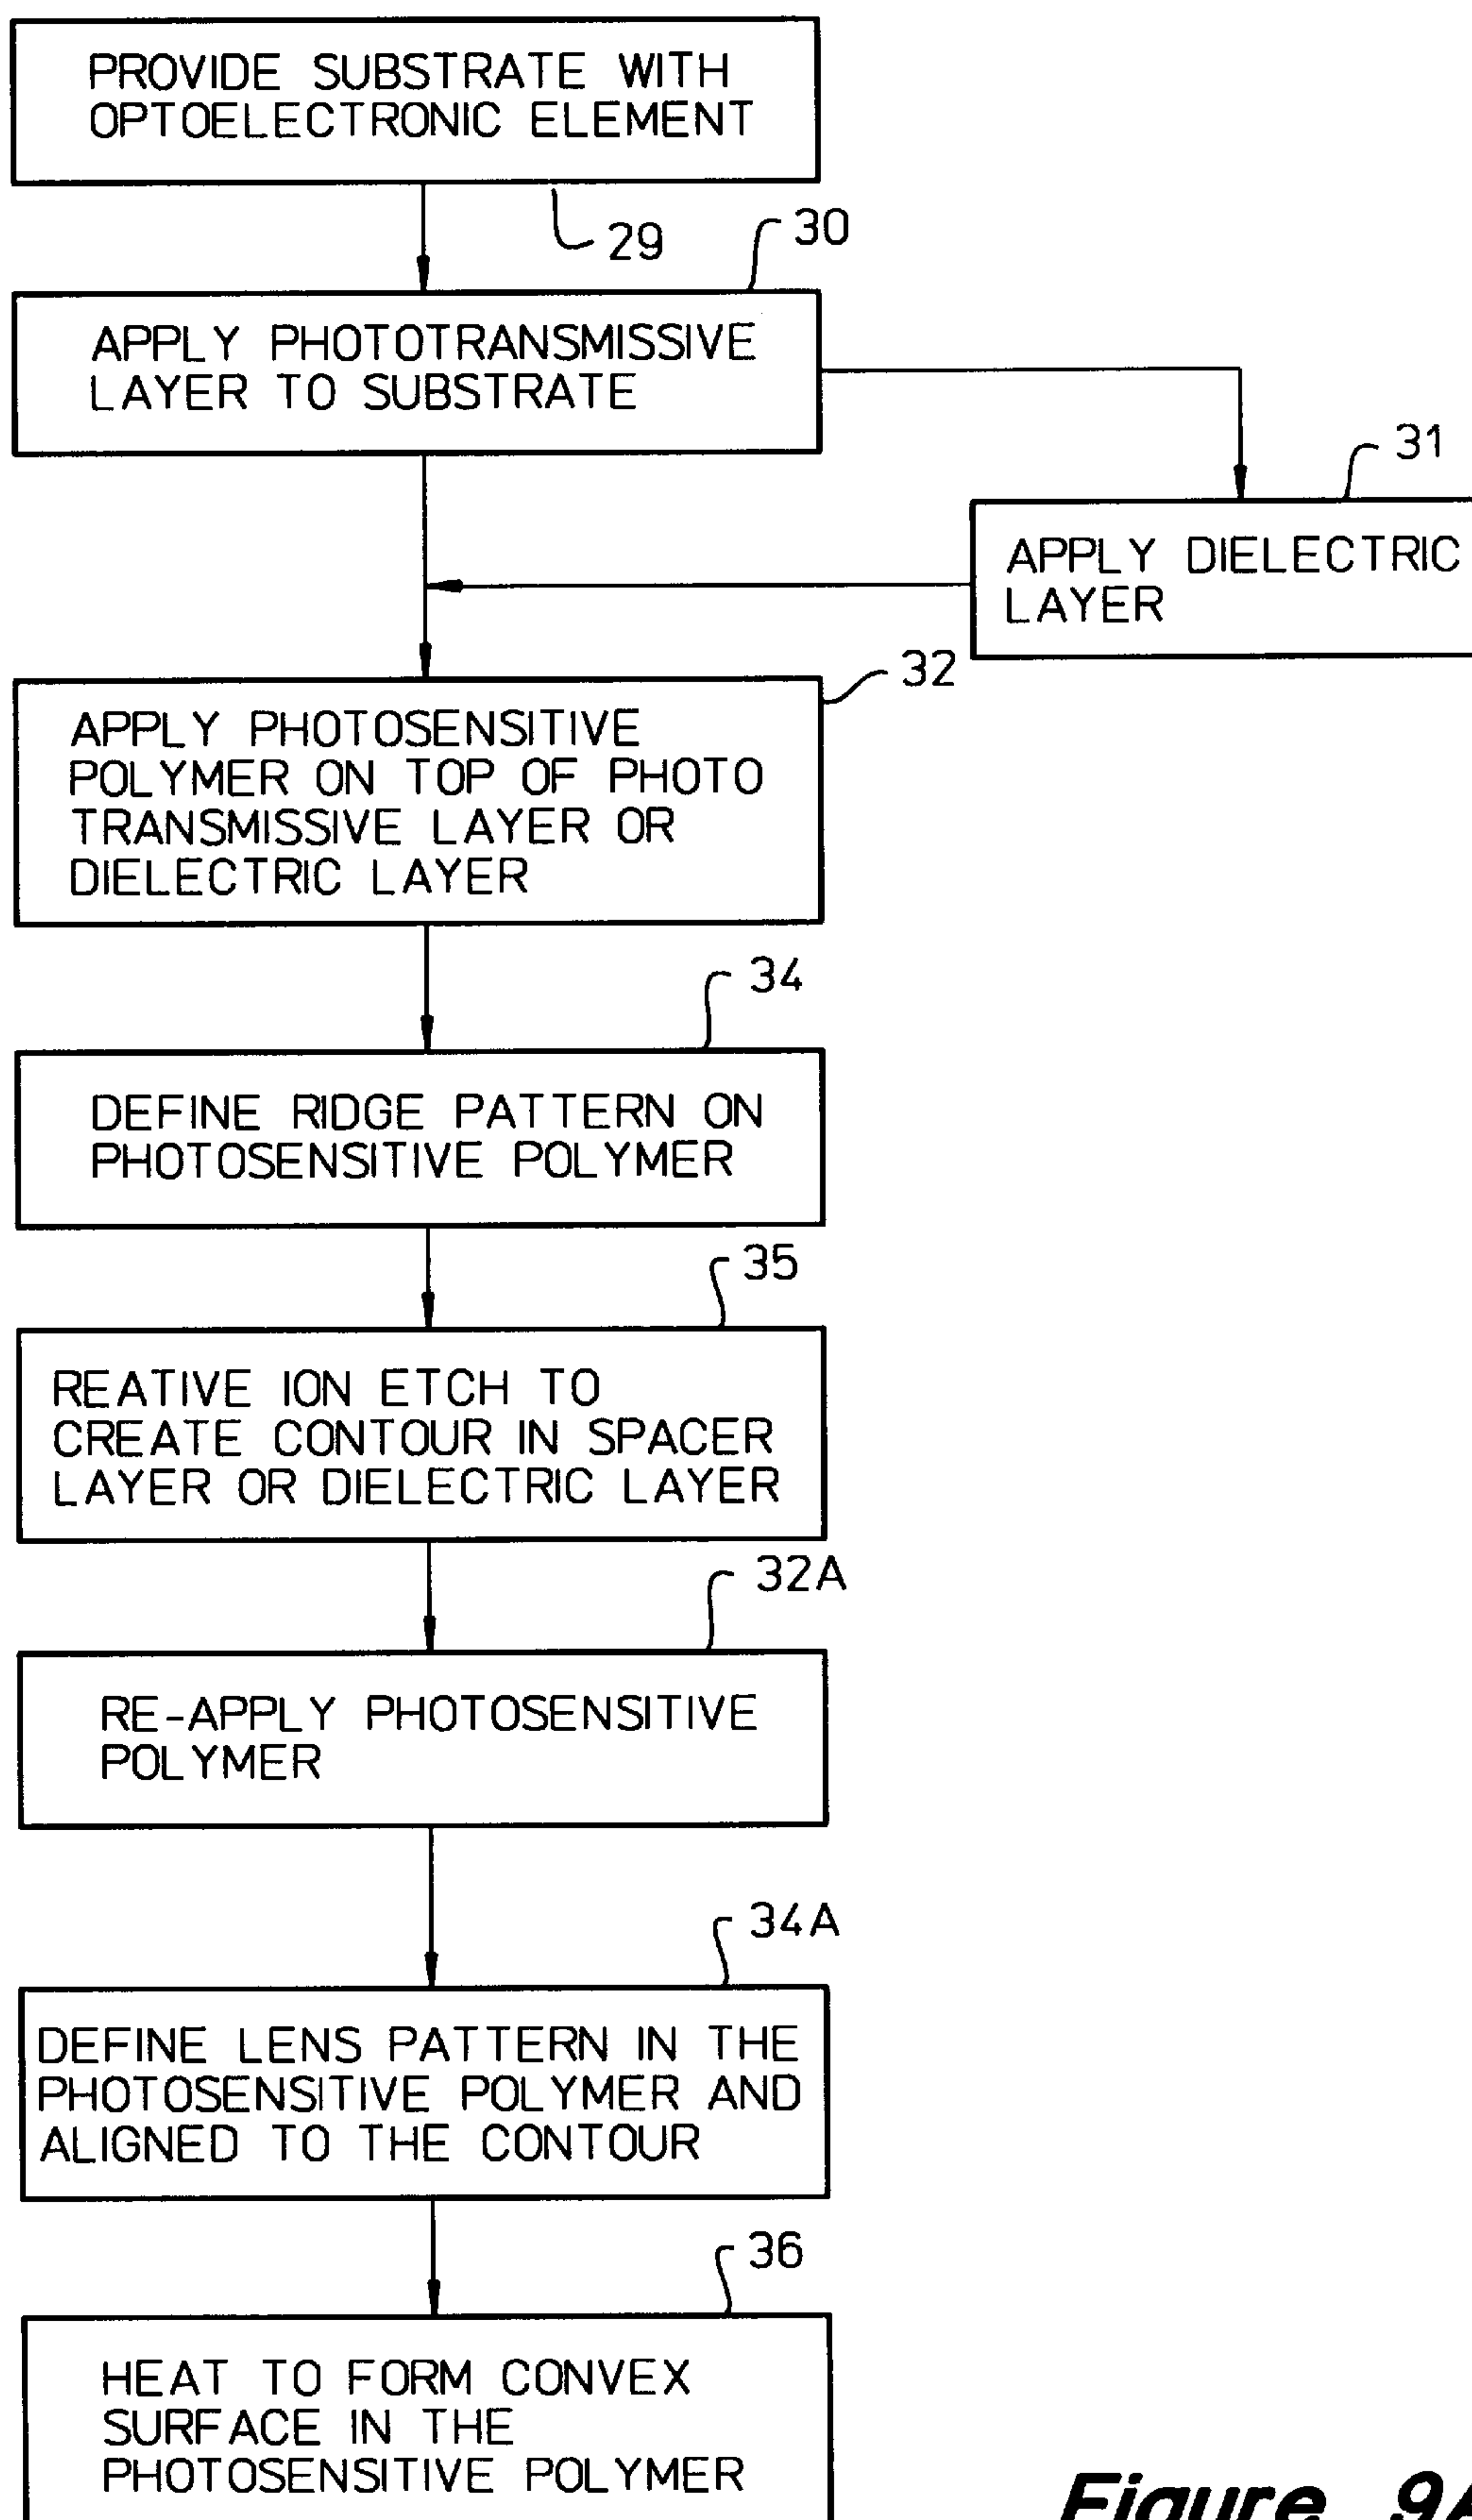 PROVIDE SUBSTRATE WITH
OPTOELECTRONIC ELEMENT
29
30
APPLY PHOTOTRANSMISSIVE
LAYER TO SUBSTRATE
31
APPLY DIELECTRIC
LAYER
32
APPLY PHOTOSENSITIVE
POLYMER ON TOP OF PHOTO
TRANSMISSIVE LAYER OR
DIELECTRIC LAYER
34
DEFINE RIDGE PATTERN ON
PHOTOSENSITIVE POLYMER
35
REATIVE ION ETCH TO
CREATE CONTOUR IN SPACER
LAYER OR DIELECTRIC LAYER
32A
RE-APPLY PHOTOSENSITIVE
POLYMER
34A
DEFINE LENS PATTERN IN THE
PHOTOSENSITIVE POLYMER AND
ALIGNED TO THE CONTOUR
36
HEAT TO FORM CONVEX
SURFACE IN THE
PHOTOSENSITIVE POLYMER
Figure 9A